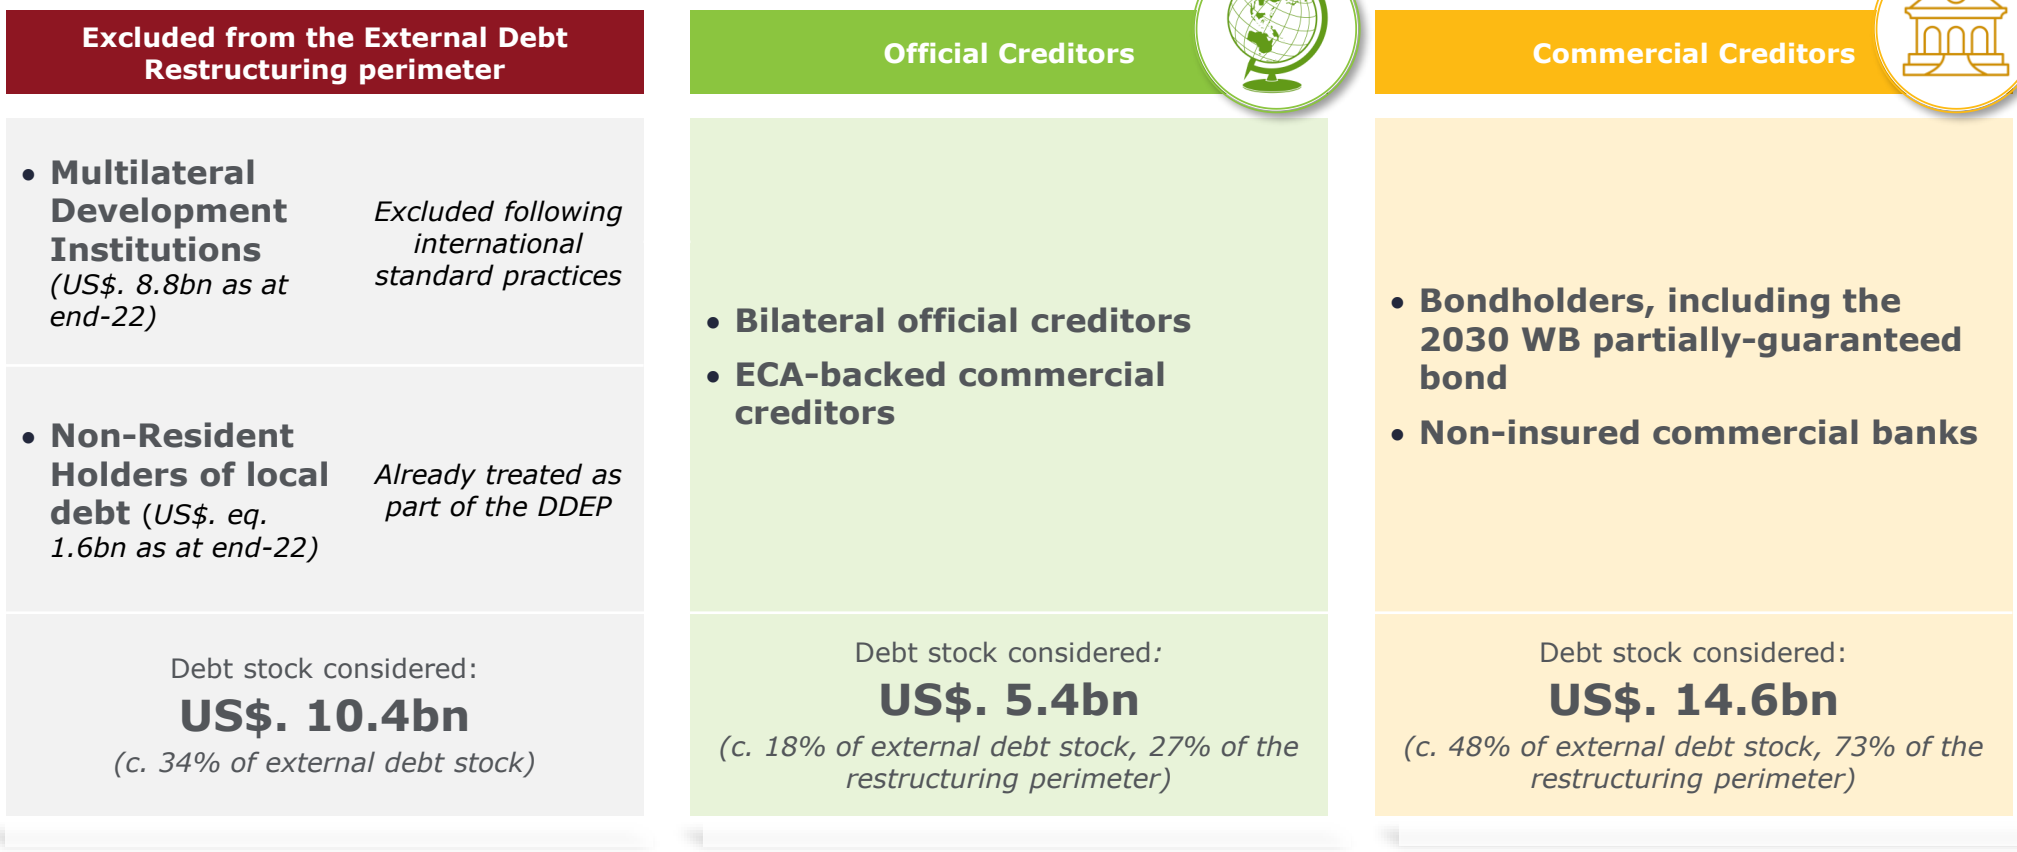 Excluded from the External Debt
Restructuring perimeter
• Multilateral
Development
Institutions
(US$. 8.8bn as at
end-22)
Excluded following
international
standard practices
• Non-Resident
Holders of local
debt (US$. eq.
1.6bn as at end-22)
Already treated as
part of the DDEP
Debt stock considered:
US$. 10.4bn
(c. 34% of external debt stock)
Official Creditors
• Bilateral official creditors
• ECA-backed commercial
creditors
Debt stock considered:
US$. 5.4bn
(c. 18% of external debt stock, 27% of the
restructuring perimeter)
Commercial Creditors
• Bondholders, including the
2030 WB partially-guaranteed
bond
• Non-insured commercial banks
Debt stock considered:
US$. 14.6bn
(c. 48% of external debt stock, 73% of the
restructuring perimeter)